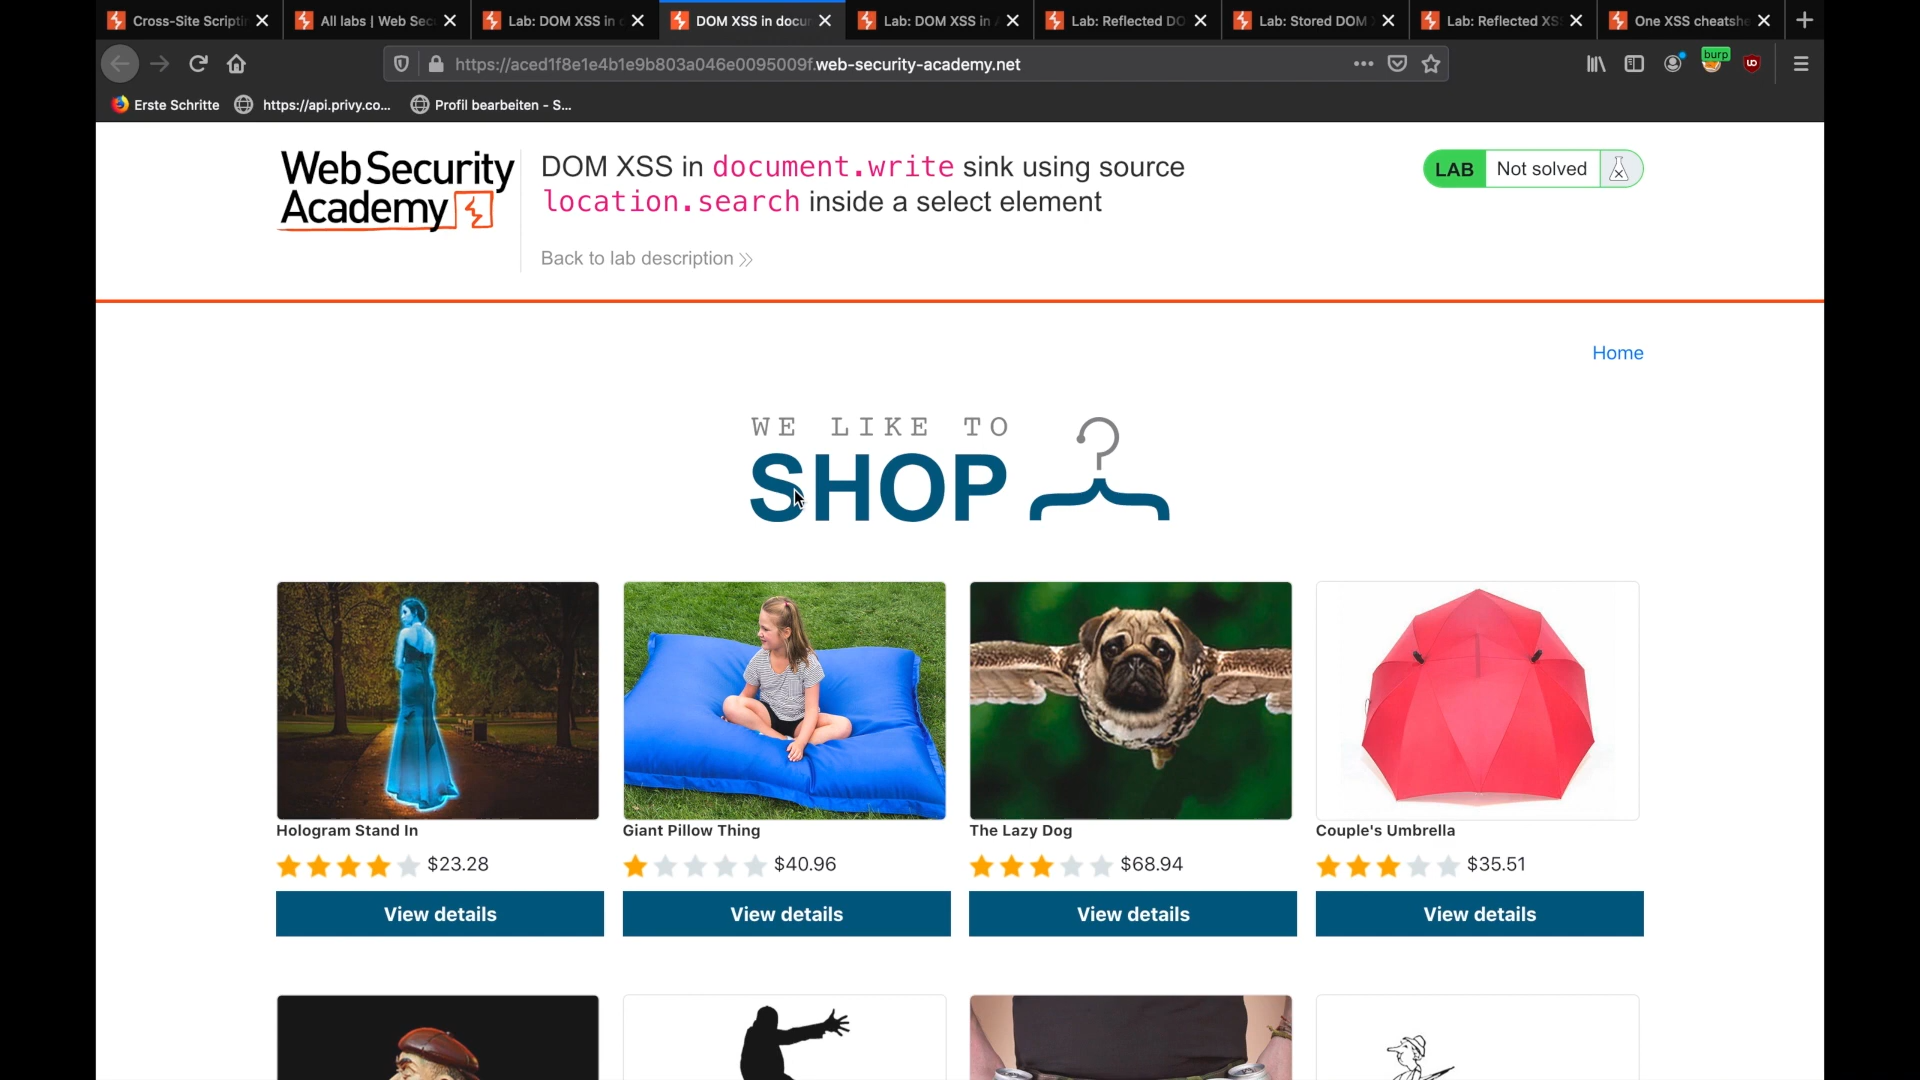 Cross-Site Scripti
All labs | Web Sec
Lab: DOM XSS in d
DOM XSS in docu
Lab: DOM XSS in A
Lab: Reflected DO
Lab: Stored DOM
Lab: Reflected XS
One XSS cheatshe
https://aced1f8e1e4b1e9b803a046e0095009f.web-security-academy.net
burp
Erste Schritte
https://api.privy.co...
Profil bearbeiten - S...
Web Security
Academy
DOM XSS in document.write sink using source
location.search inside a select element
Back to lab description
LAB
Not solved
Home
WE LIKE TO
SHOP
Hologram Stand In
$23.28
View details
Giant Pillow Thing
$40.96
View details
The Lazy Dog
$68.94
View details
Couple's Umbrella
$35.51
View details